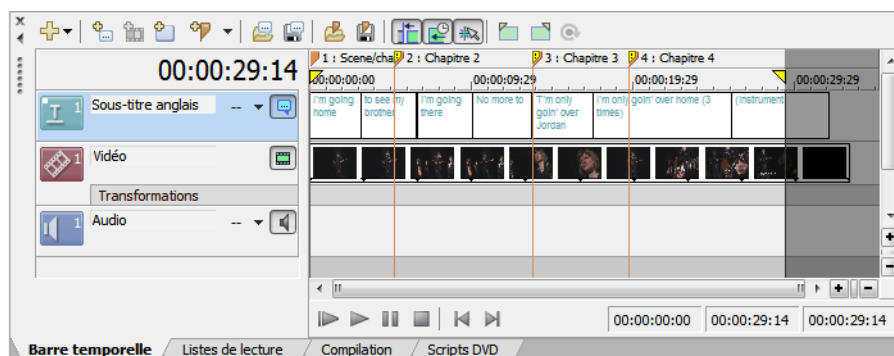 1 : Scene/cha 2 : Chapitre 2 3 : Chapitre 3 4 : Chapitre 4
00:00:29:14
00:00:00:00 00:00:09:29 00:00:19:29 00:00:29:29
1 Sous-titre anglais --
I'm going home
to see my brother
I'm going there
No more to
"I'm only goin' over Jordan
I'm only goin' over home (3 times)
(Instrument
1 Vidéo
Transformations
1 Audio --
00:00:00:00 00:00:29:14 00:00:29:14
Barre temporelle Listes de lecture Compilation Scripts DVD